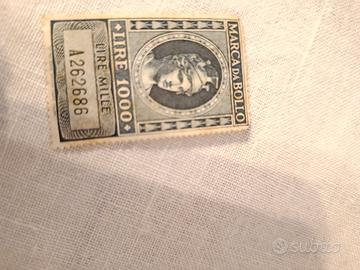 MARCA DA BOLLO
LIRE 1000
LIRE MILLE
A262686
subito